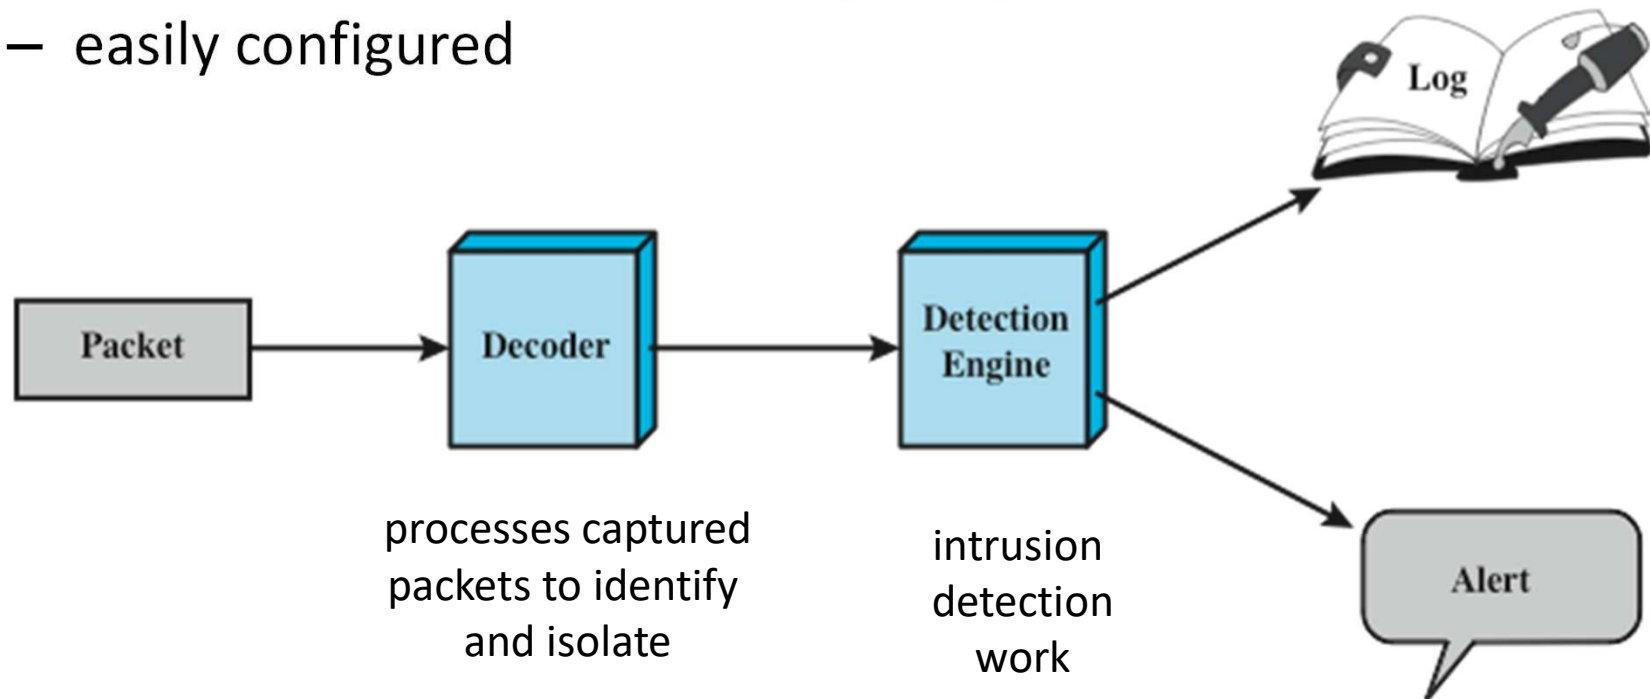 – easily configured
Log
Packet
Decoder
Detection
Engine
processes captured
packets to identify
and isolate
intrusion
detection
work
Alert